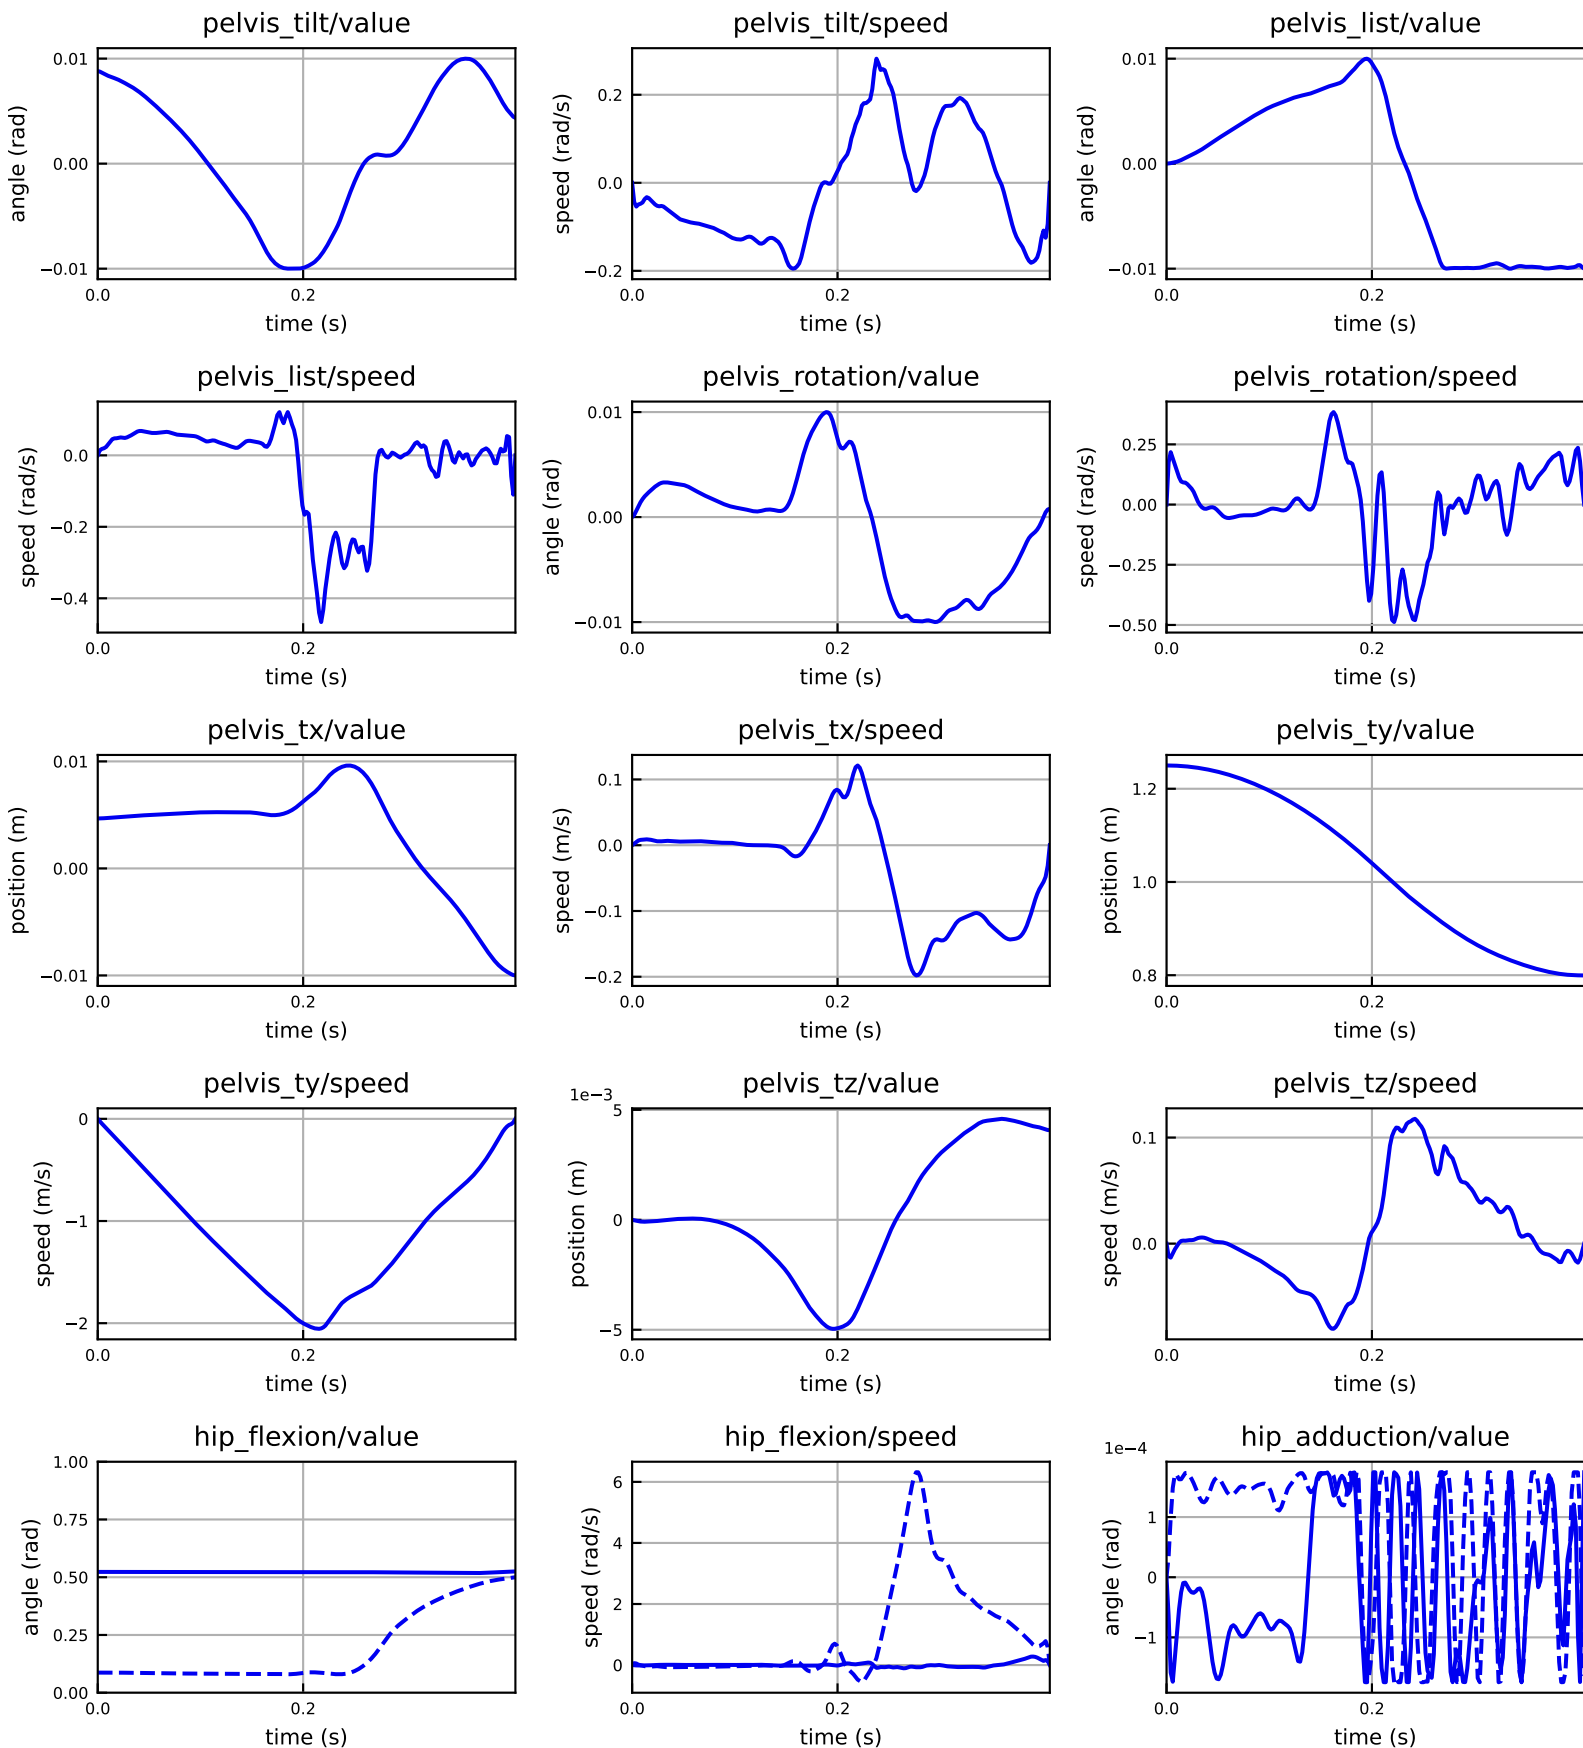 pelvis_tilt/value
pelvis_tilt/speed
pelvis_list/value
angle (rad)
0.01
0.00
−0.01
0.0
0.2
time (s)
speed (rad/s)
0.2
0.0
−0.2
0.0
0.2
time (s)
angle (rad)
0.01
0.00
−0.01
0.0
0.2
time (s)
pelvis_list/speed
pelvis_rotation/value
pelvis_rotation/speed
speed (rad/s)
0.0
−0.2
−0.4
0.0
0.2
time (s)
angle (rad)
0.01
0.00
−0.01
0.0
0.2
time (s)
speed (rad/s)
0.25
0.00
−0.25
−0.50
0.0
0.2
time (s)
pelvis_tx/value
pelvis_tx/speed
pelvis_ty/value
position (m)
0.01
0.00
−0.01
0.0
0.2
time (s)
speed (m/s)
0.1
0.0
−0.1
−0.2
0.0
0.2
time (s)
position (m)
1.2
1.0
0.8
0.0
0.2
time (s)
pelvis_ty/speed
pelvis_tz/value
pelvis_tz/speed
speed (m/s)
0
−1
−2
0.0
0.2
time (s)
1e−3
position (m)
5
0
−5
0.0
0.2
time (s)
speed (m/s)
0.1
0.0
0.0
0.2
time (s)
hip_flexion/value
hip_flexion/speed
hip_adduction/value
angle (rad)
1.00
0.75
0.50
0.25
0.00
0.0
0.2
time (s)
speed (rad/s)
6
4
2
0
0.0
0.2
time (s)
1e−4
angle (rad)
1
0
−1
0.0
0.2
time (s)